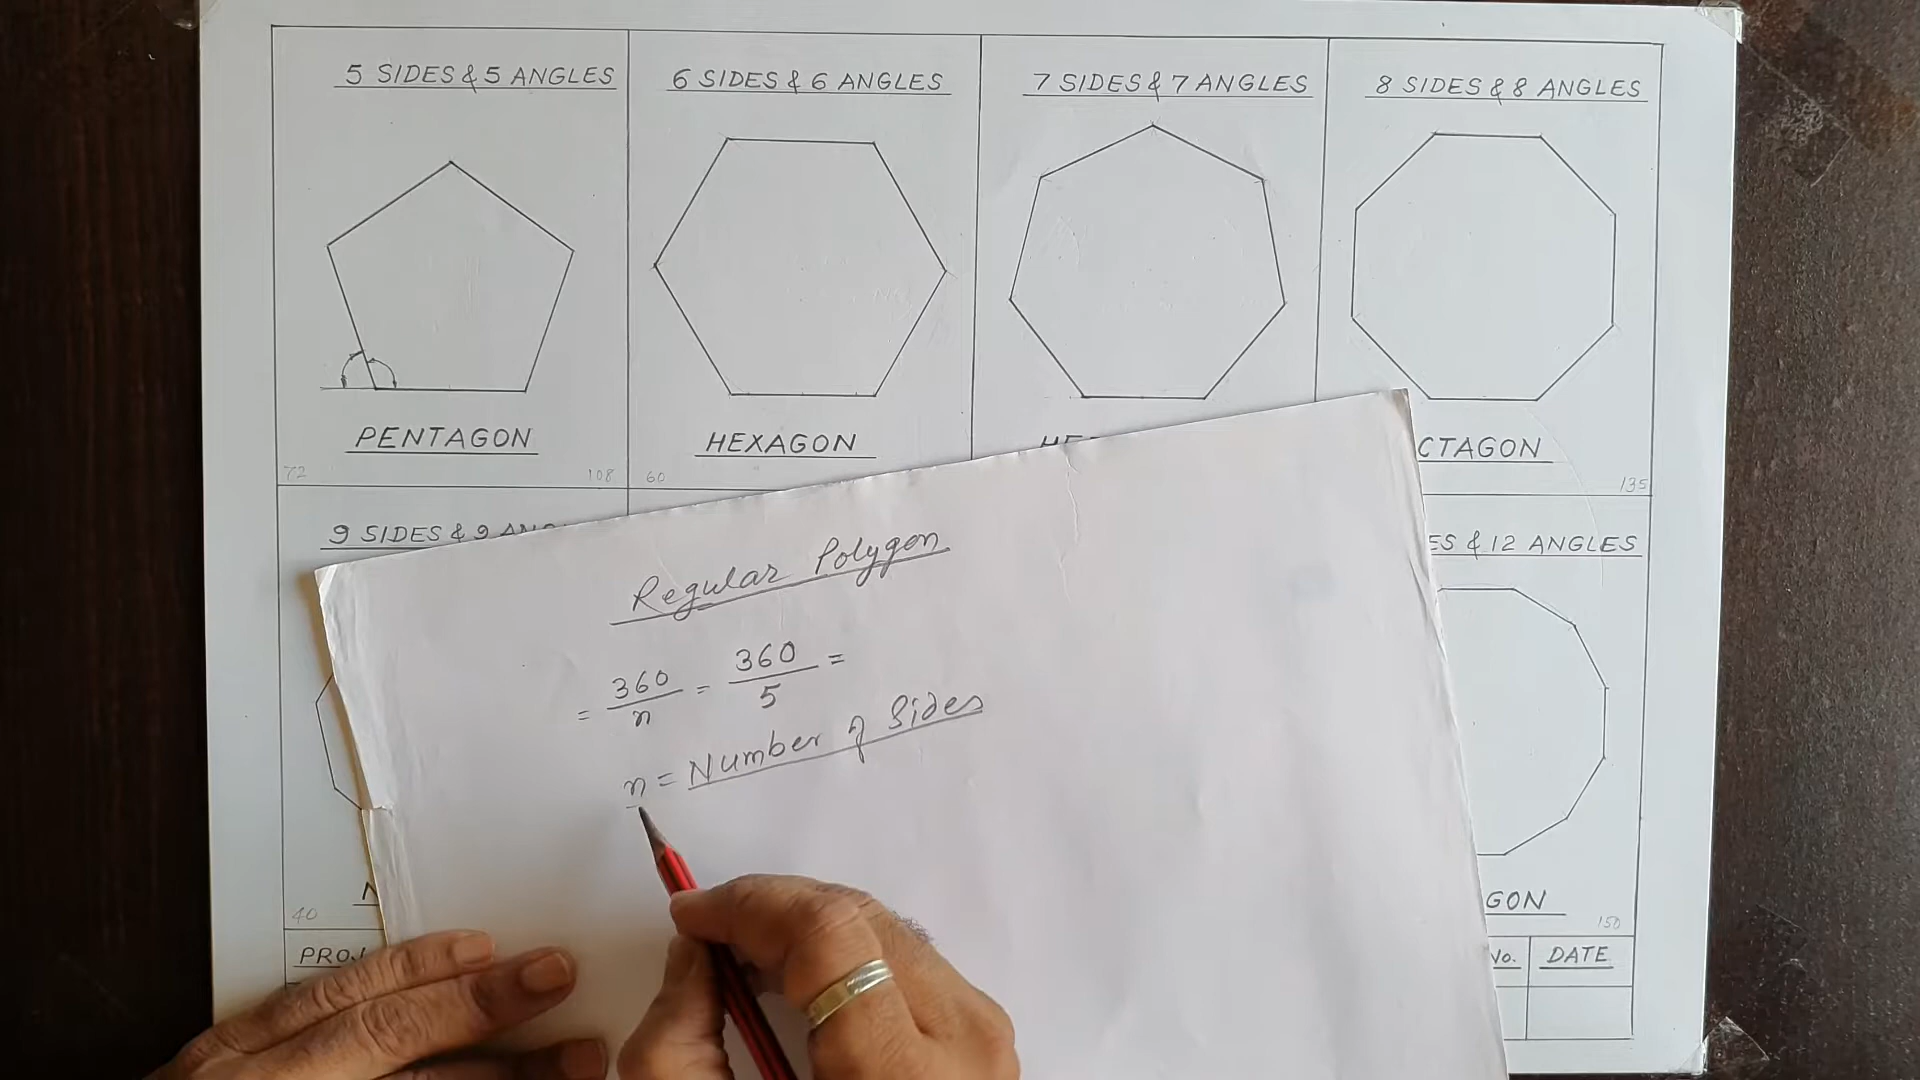 5 SIDES & 5 ANGLES
6 SIDES & 6 ANGLES
7 SIDES & 7 ANGLES
8 SIDES & 8 ANGLES
PENTAGON
HEXAGON
CTAGON
72
108
60
135
9 SIDES & 9 ANG
ES & 12 ANGLES
Regular Polygon
= 360/n = 360/5 =
n = Number of Sides
N
GON
40
150
PROJ
No.
DATE